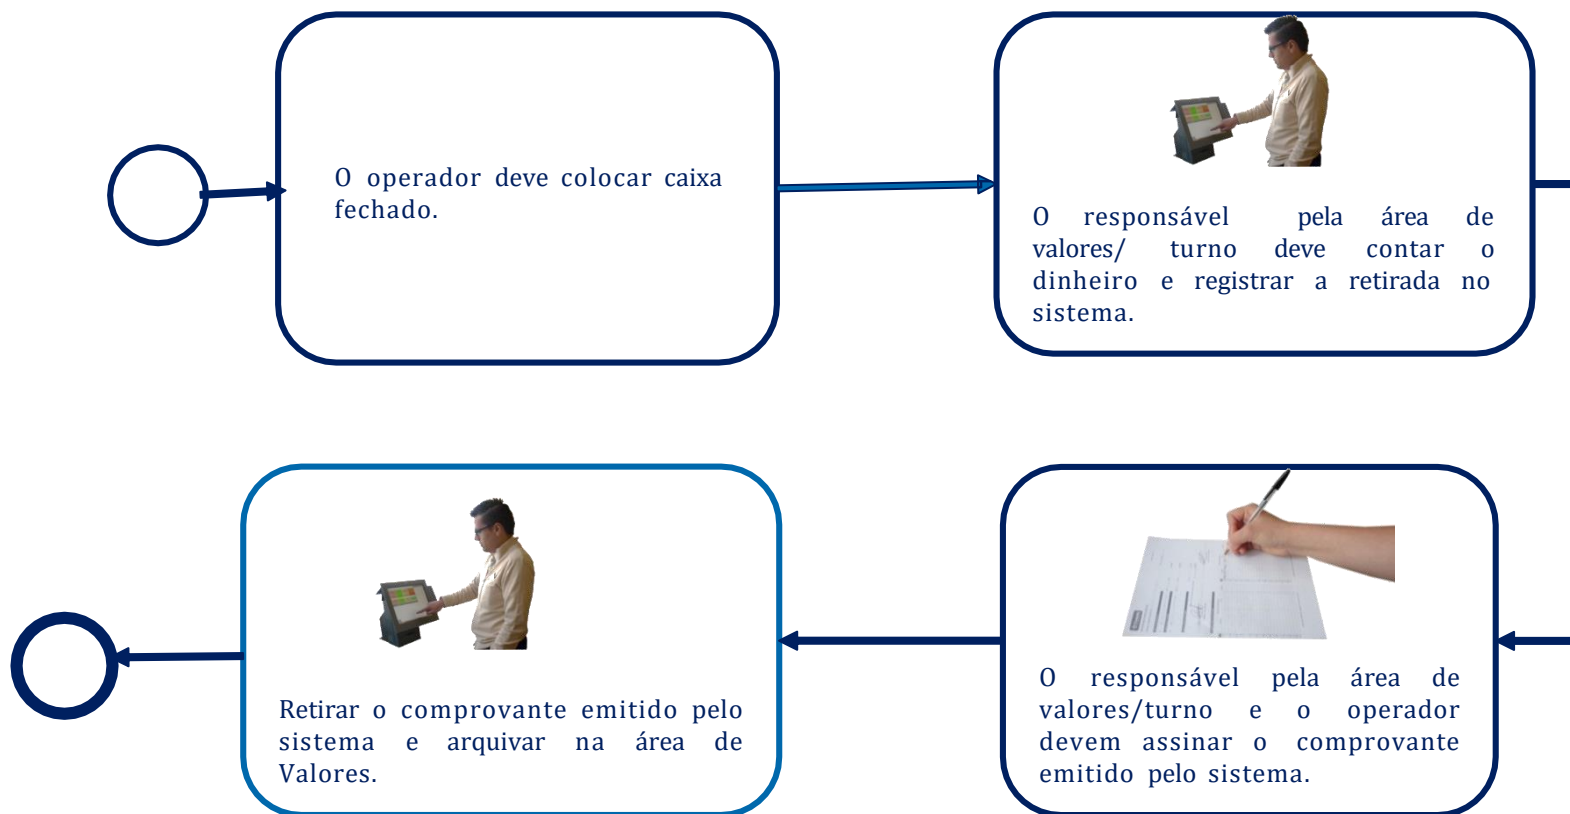 O operador deve colocar caixa
fechado.
O responsável pela área de
valores/ turno deve contar o
dinheiro e registrar a retirada no
sistema.
Retirar o comprovante emitido pelo
sistema e arquivar na área de
Valores.
O responsável pela área de
valores/turno e o operador
devem assinar o comprovante
emitido pelo sistema.